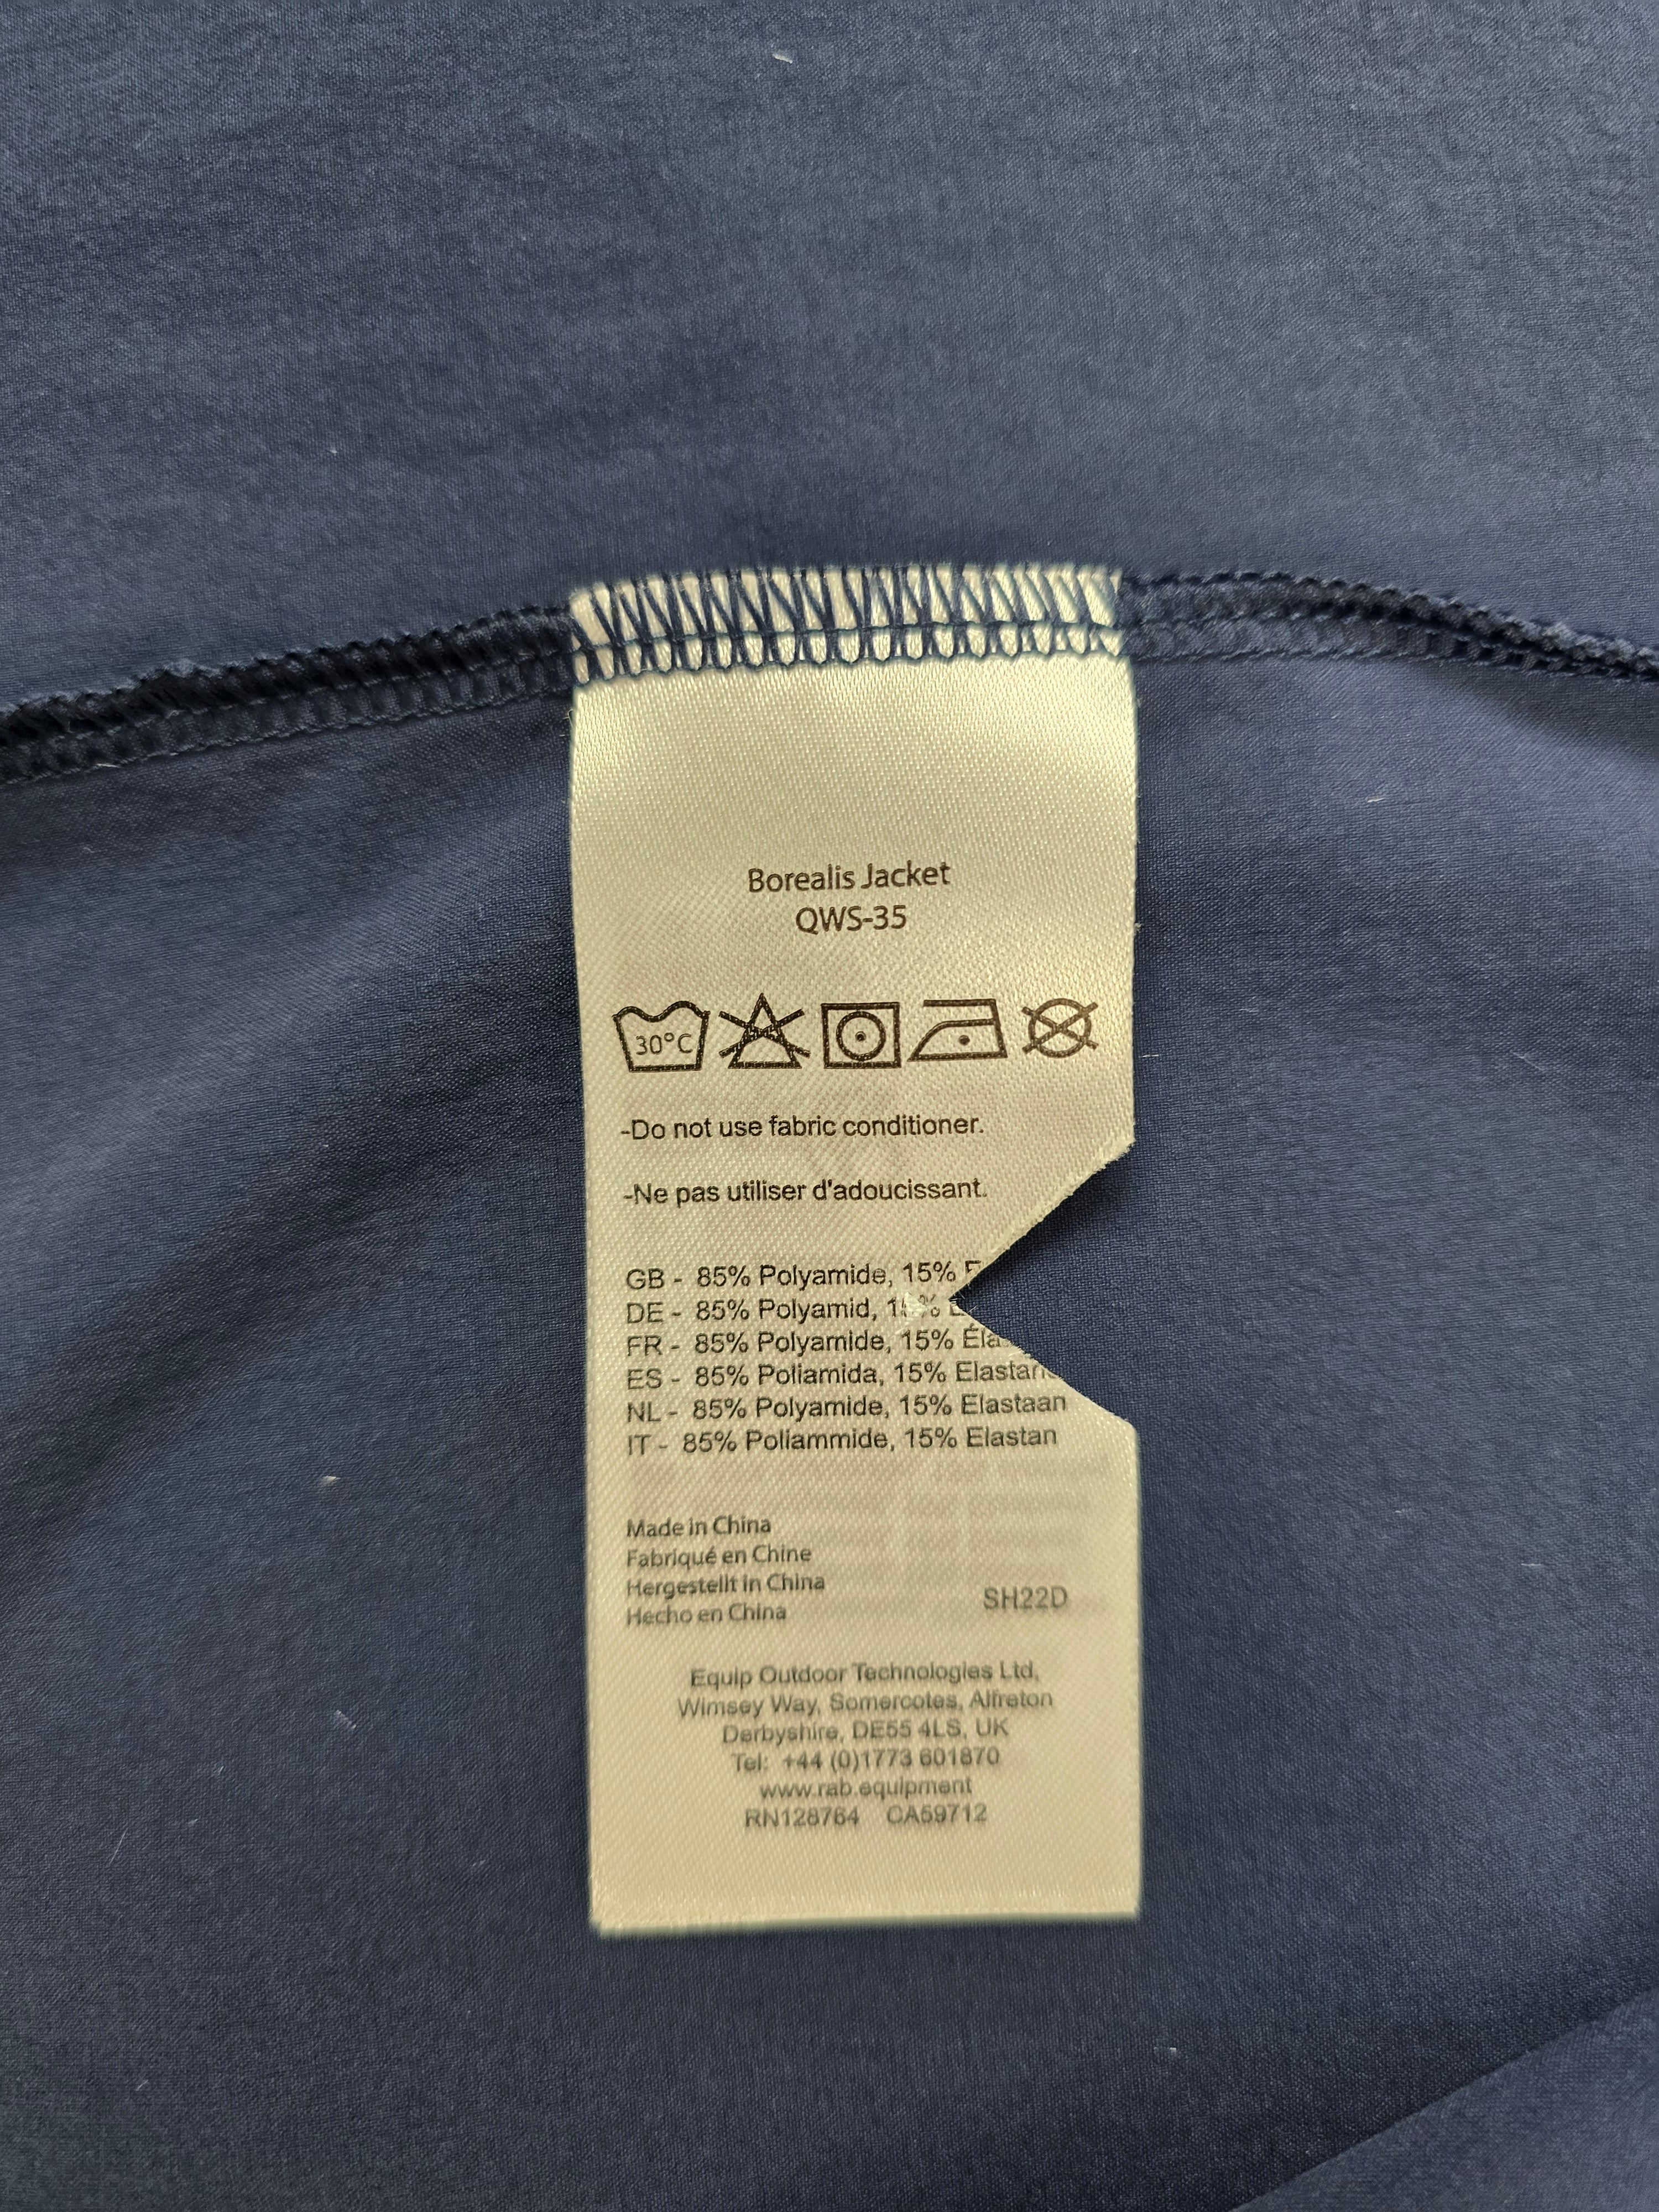 Borealis Jacket
QWS-35
30°C
-Do not use fabric conditioner.
-Ne pas utiliser d'adoucissant.
GB - 85% Polyamide, 15%
DE - 85% Polyamid, 15%
FR - 85% Polyamide, 15%
ES - 85% Poliamida, 15%
NL - 85% Polyamide, 15% Elastaan
IT - 85% Poliammide, 15% Elastan
Made in China
Fabriqué en Chine
Hergestellt in China
Hecho en China
SH22D
Equip Outdoor Technologies Ltd,
Wimsey Way, Somercotes, Alfreton
Derbyshire, DE55 4LS, UK
Tel: +44 (0)1773 601870
www.rab.equipment
RN128764 CA59712